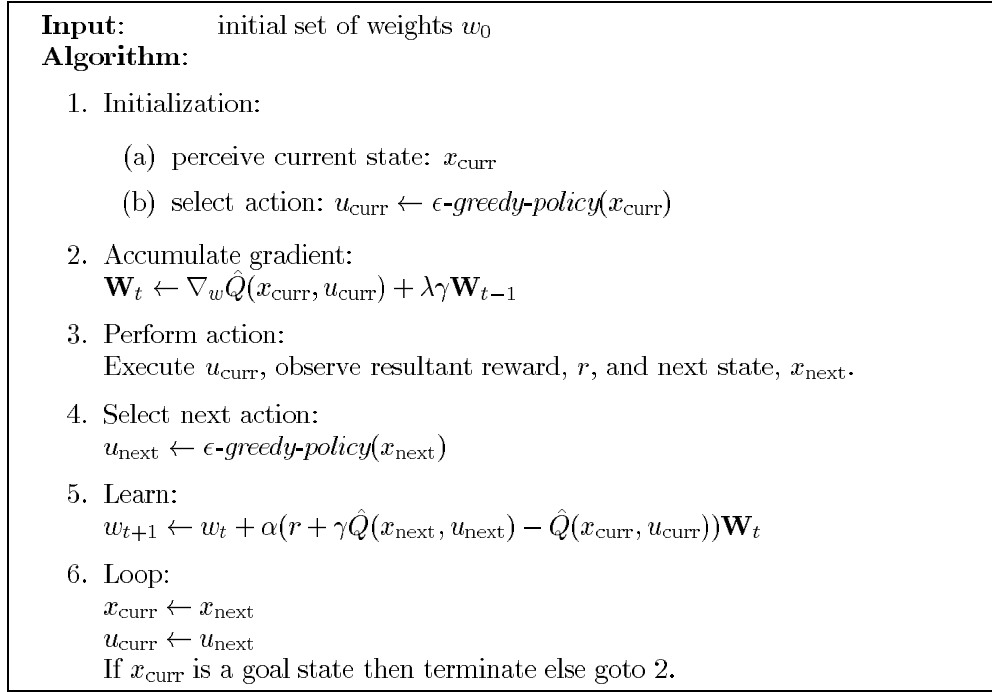 Input: initial set of weights w₀
Algorithm:
1. Initialization:
(a) perceive current state: x_curr
(b) select action: u_curr ← ϵ-greedy-policy(x_curr)
2. Accumulate gradient:
W_t ← ∇_w Q̂(x_curr, u_curr) + λγW_{t−1}
3. Perform action:
Execute u_curr, observe resultant reward, r, and next state, x_next.
4. Select next action:
u_next ← ϵ-greedy-policy(x_next)
5. Learn:
w_{t+1} ← w_t + α(r + γQ̂(x_next, u_next) − Q̂(x_curr, u_curr))W_t
6. Loop:
x_curr ← x_next
u_curr ← u_next
If x_curr is a goal state then terminate else goto 2.